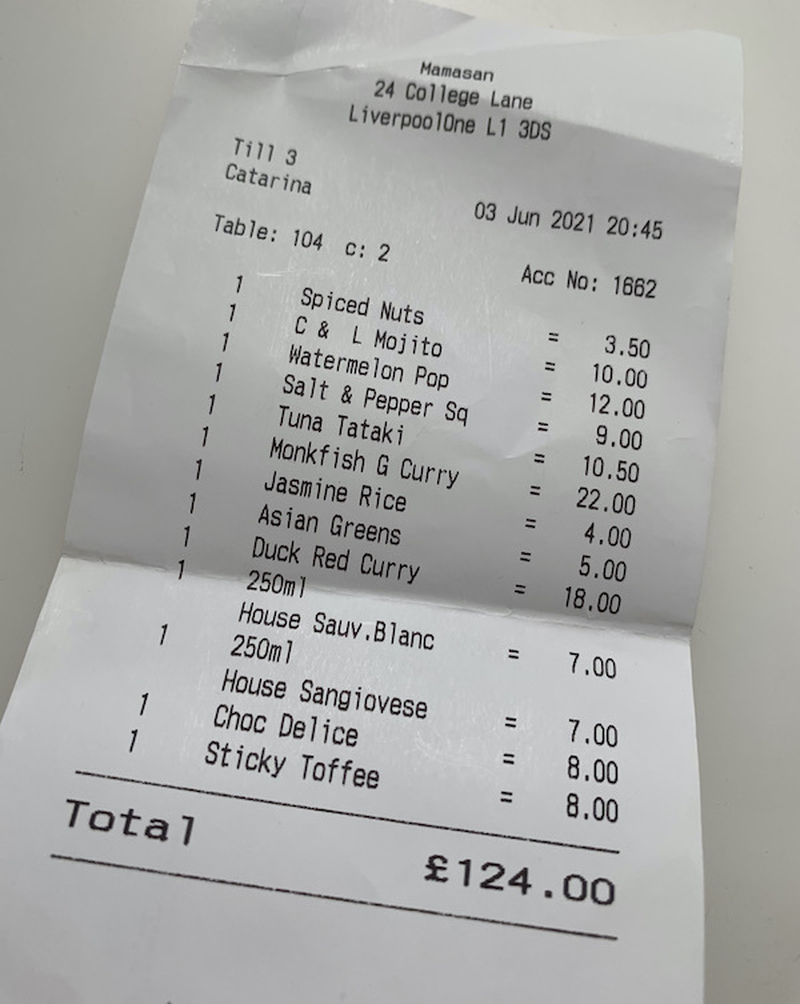 Mamasan
24 College Lane
LiverpoolOne L1 3DS
Till 3
Catarina
03 Jun 2021 20:45
Table: 104 c: 2
Acc No: 1662
1 Spiced Nuts = 3.50
1 C & L Mojito = 10.00
1 Watermelon Pop = 12.00
1 Salt & Pepper Sq = 9.00
1 Tuna Tataki = 10.50
1 Monkfish G Curry = 22.00
1 Jasmine Rice = 4.00
1 Asian Greens = 5.00
1 Duck Red Curry = 18.00
1 250ml
House Sauv.Blanc = 7.00
1 250ml
House Sangiovese = 7.00
1 Choc Delice = 8.00
1 Sticky Toffee = 8.00
Total £124.00